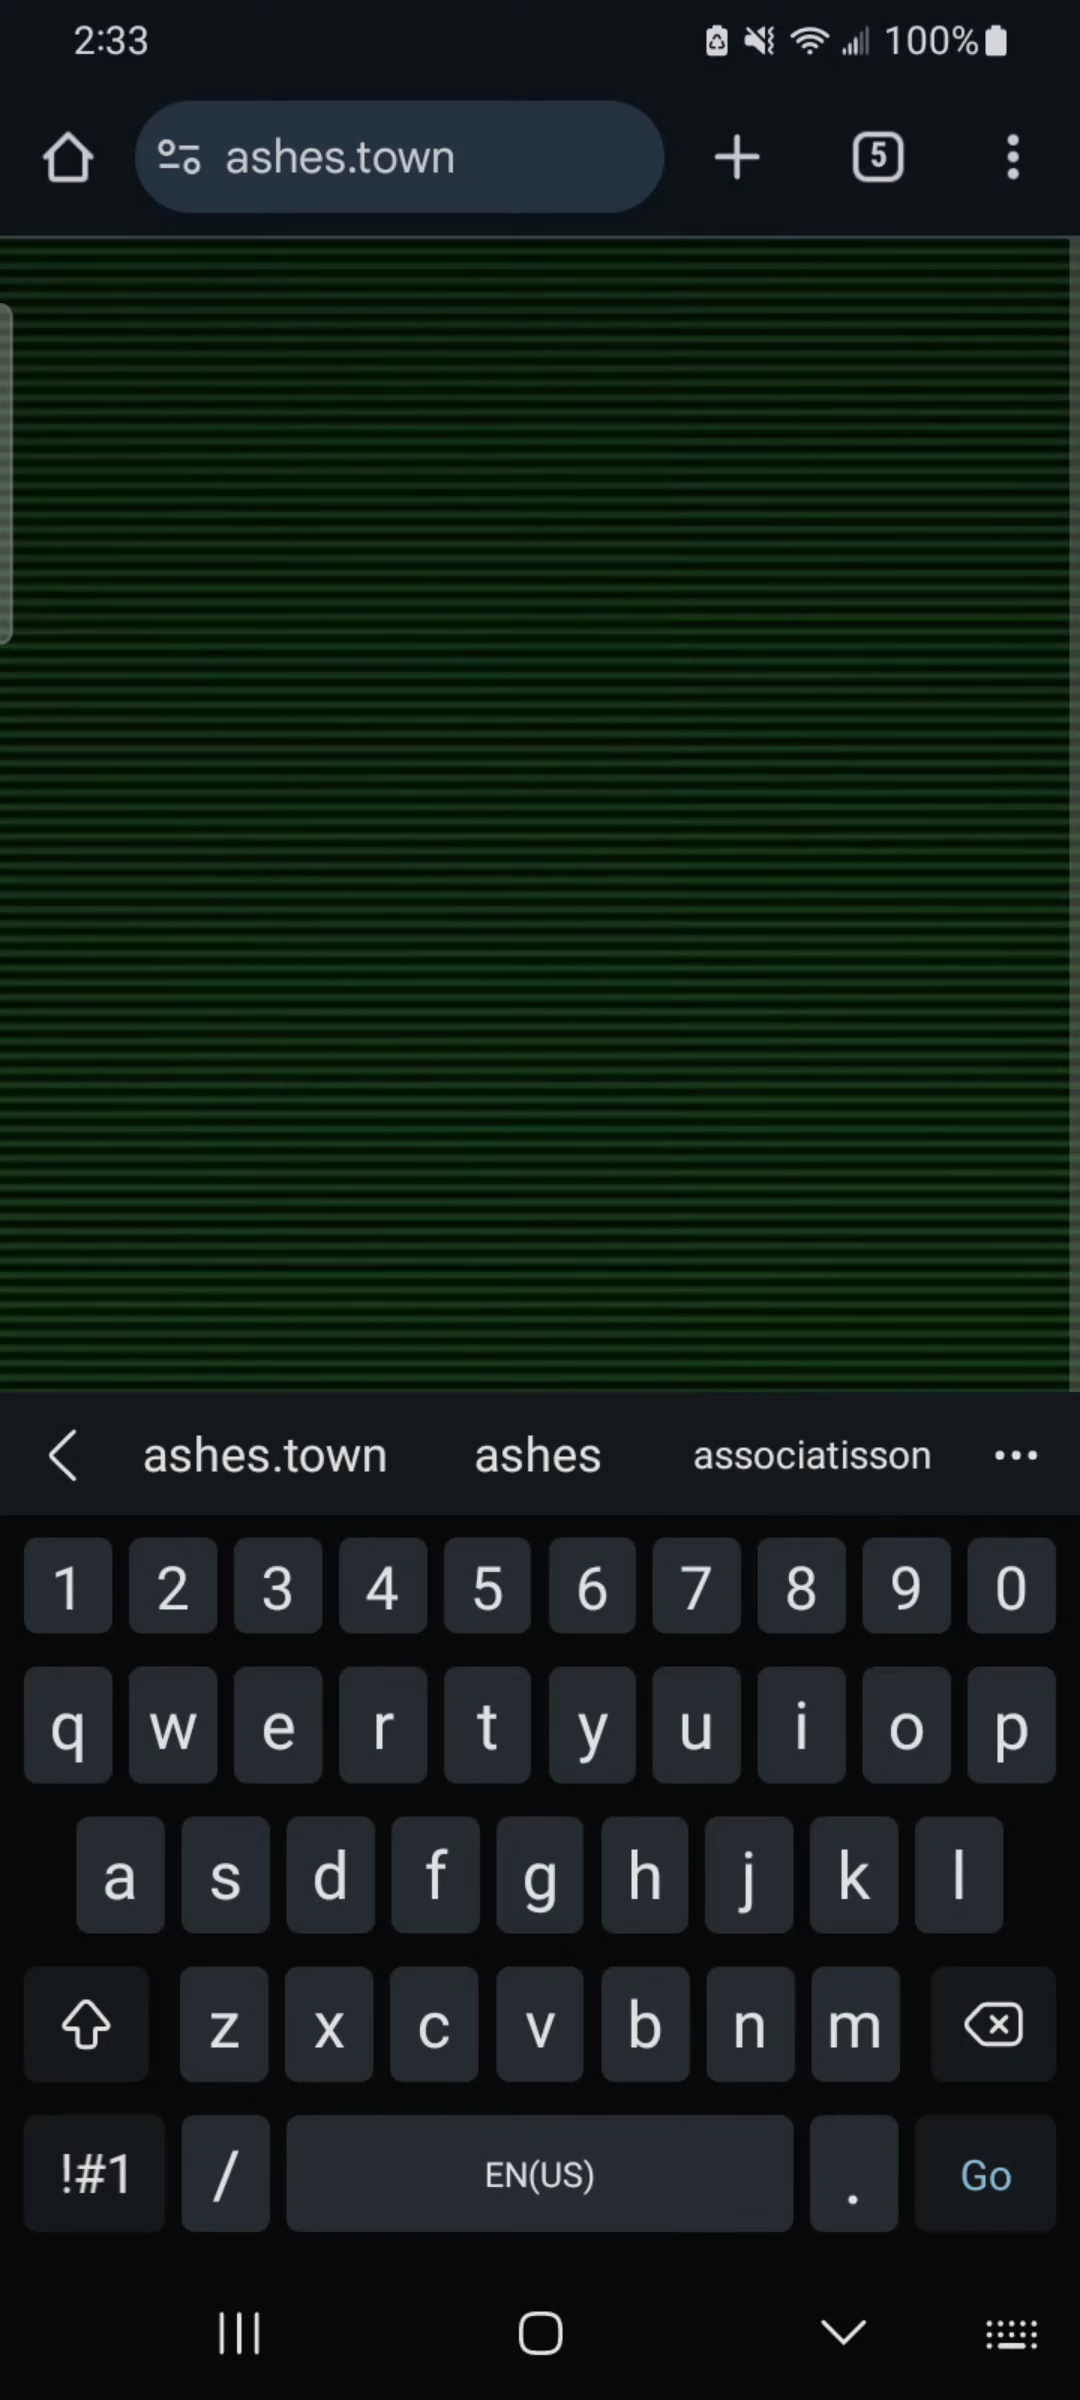 2:33 100%
ashes.town 5
ashes.town ashes associatisson
1 2 3 4 5 6 7 8 9 0
q w e r t y u i o p
a s d f g h j k l
z x c v b n m
!#1 / EN(US) . Go